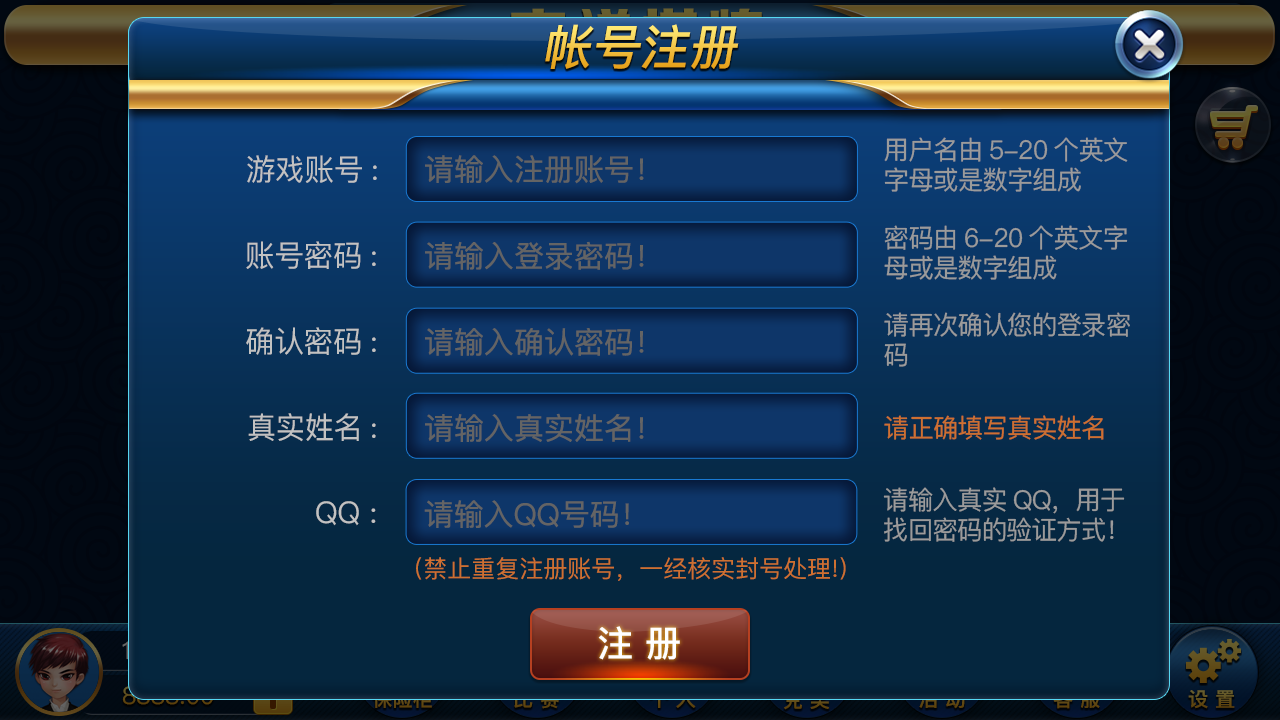 帐号注册
游戏账号：
请输入注册账号！
用户名由 5–20 个英文
字母或是数字组成
账号密码：
请输入登录密码！
密码由 6–20 个英文字
母或是数字组成
确认密码：
请输入确认密码！
请再次确认您的登录密
码
真实姓名：
请输入真实姓名！
请正确填写真实姓名
QQ：
请输入QQ号码！
请输入真实 QQ，用于
找回密码的验证方式！
（禁止重复注册账号，一经核实封号处理！）
注 册
设 置